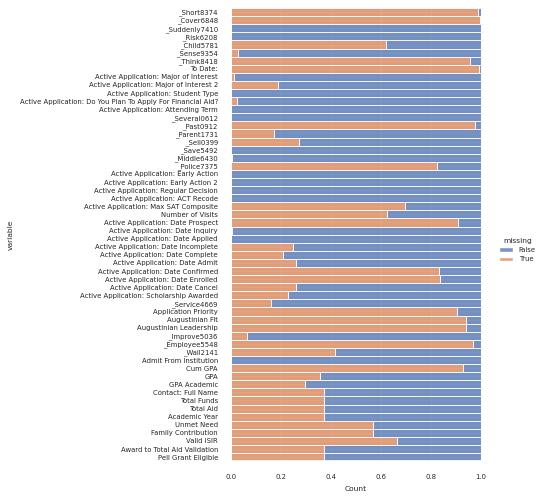 _Short8374
_Cover6848
_Suddenly7410
_Risk6208
_Child5781
_Sense9354
_Think8418
To Date:
Active Application: Major of Interest
Active Application: Major of Interest 2
Active Application: Student Type
Active Application: Do You Plan To Apply For Financial Aid?
Active Application: Attending Term
_Several0612
_Past0912
_Parent1731
_Sell0399
_Save5492
_Middle6430
_Police7375
Active Application: Early Action
Active Application: Early Action 2
Active Application: Regular Decision
Active Application: ACT Recode
Active Application: Max SAT Composite
Number of Visits
Active Application: Date Prospect
Active Application: Date Inquiry
Active Application: Date Applied
Active Application: Date Incomplete
Active Application: Date Complete
Active Application: Date Admit
Active Application: Date Confirmed
Active Application: Date Enrolled
Active Application: Date Cancel
Active Application: Scholarship Awarded
_Service4669
Application Priority
Augustinian Fit
Augustinian Leadership
_Improve5036
_Employee5548
_Wall2141
Admit From Institution
Cum GPA
GPA
GPA Academic
Contact: Full Name
Total Funds
Total Aid
Academic Year
Unmet Need
Family Contribution
Valid ISIR
Award to Total Aid Validation
Pell Grant Eligible
variable
0.0 0.2 0.4 0.6 0.8 1.0
Count
missing
False
True